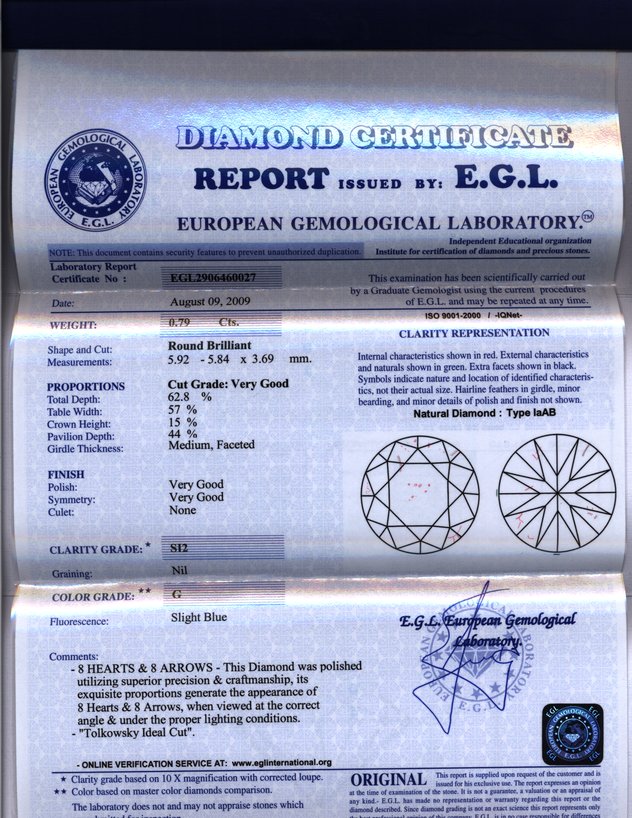 DIAMOND CERTIFICATE
REPORT ISSUED BY: E.G.L.
EUROPEAN GEMOLOGICAL LABORATORY.™
EUROPEAN GEMOLOGICAL LABORATORY
E.G.L.
Independent Educational organization
Institute for certification of diamonds and precious stones.
NOTE: This document contains security features to prevent unauthorized duplication.
Laboratory Report
Certificate No : EGL2906460027
Date: August 09, 2009
WEIGHT: 0.79 Cts.
Shape and Cut: Round Brilliant
Measurements: 5.92 - 5.84 x 3.69 mm.
PROPORTIONS Cut Grade: Very Good
Total Depth: 62.8 %
Table Width: 57 %
Crown Height: 15 %
Pavilion Depth: 44 %
Girdle Thickness: Medium, Faceted
FINISH
Polish: Very Good
Symmetry: Very Good
Culet: None
CLARITY GRADE: * SI2
Graining: Nil
COLOR GRADE: ** G
Fluorescence: Slight Blue
Comments:
- 8 HEARTS & 8 ARROWS - This Diamond was polished
utilizing superior precision & craftmanship, its
exquisite proportions generate the appearance of
8 Hearts & 8 Arrows, when viewed at the correct
angle & under the proper lighting conditions.
- "Tolkowsky Ideal Cut".
- ONLINE VERIFICATION SERVICE AT: www.eglinternational.org
★ Clarity grade based on 10 X magnification with corrected loupe.
★★ Color based on master color diamonds comparison.
The laboratory does not and may not appraise stones which
This examination has been scientifically carried out
by a Graduate Gemologist using the current procedures
of E.G.L. and may be repeated at any time.
ISO 9001-2000 / -IQNet-
CLARITY REPRESENTATION
Internal characteristics shown in red. External characteristics
and naturals shown in green. Extra facets shown in black.
Symbols indicate nature and location of identified characteris-
tics, not their actual size. Hairline feathers in girdle, minor
bearding, and minor details of polish and finish not shown.
Natural Diamond : Type IaAB
E.G.L. European Gemological
Laboratory.
E.G.L.
EGL
ORIGINAL
This report is supplied upon request of the customer and is
issued for his exclusive use. The report expresses an opinion
at the time of examination of the stone. It is not a guarantee, a valuation or an appraisal of
any kind.- E.G.L. has made no representation or warranty regarding this report or the
diamond described. Since diamond grading is not an exact science this report represents only